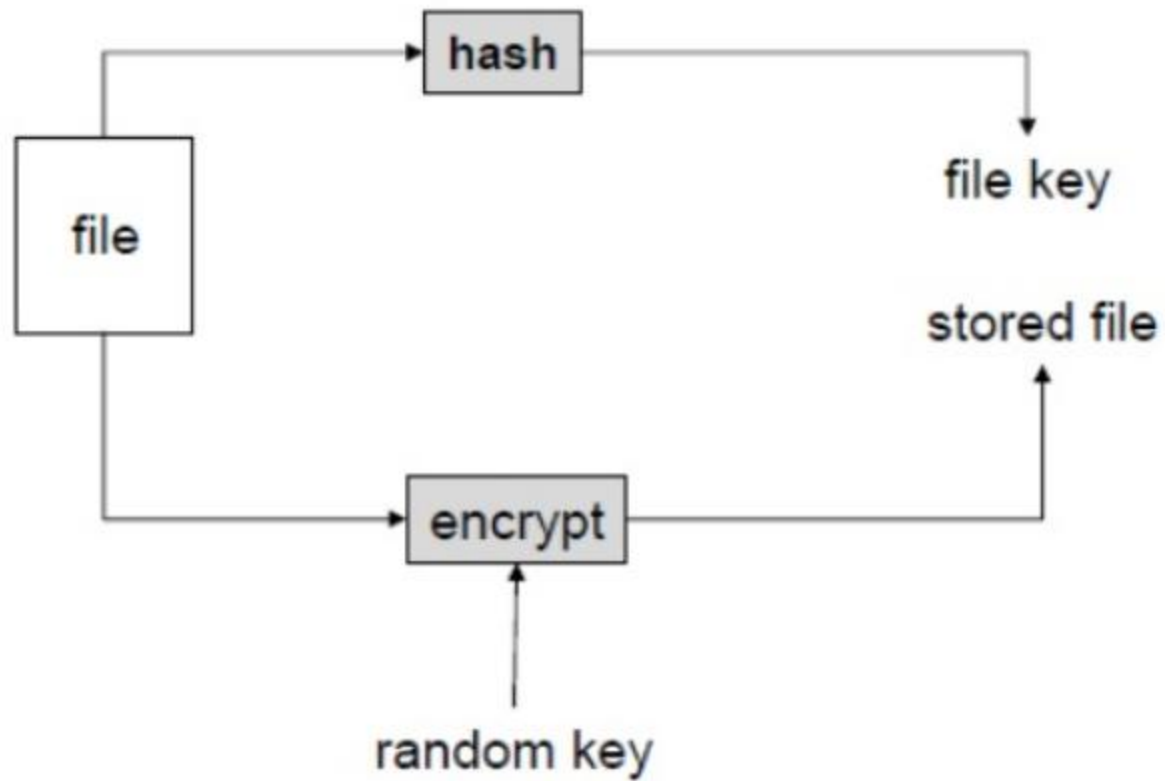 hash
file key
file
stored file
encrypt
random key